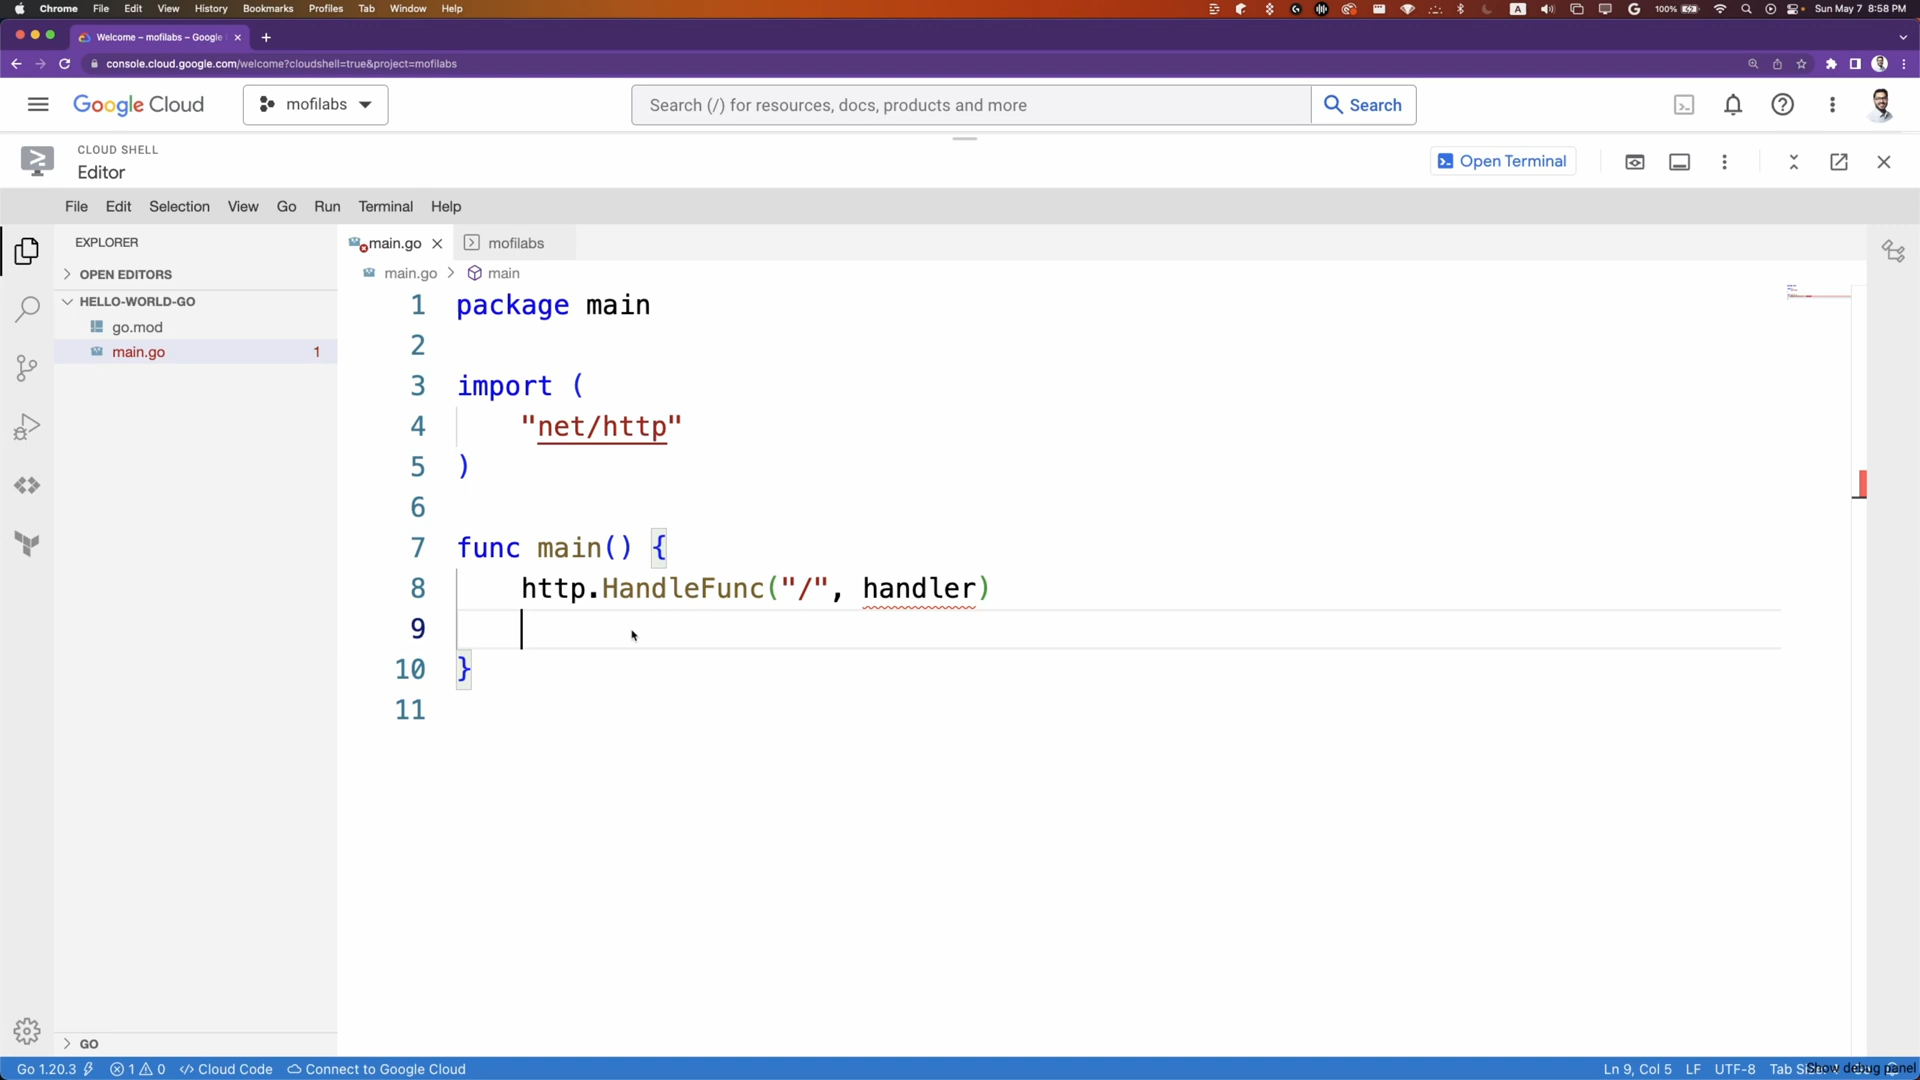 Chrome File Edit View History Bookmarks Profiles Tab Window Help A 100% Sun May 7 8:58 PM
Welcome – mofilabs – Google
console.cloud.google.com/welcome?cloudshell=true&project=mofilabs
Google Cloud mofilabs Search (/) for resources, docs, products and more Search
CLOUD SHELL
Editor
Open Terminal
File Edit Selection View Go Run Terminal Help
EXPLORER
OPEN EDITORS
HELLO-WORLD-GO
go.mod
main.go 1
GO
main.go mofilabs
main.go > main
1 package main
2
3 import (
4 "net/http"
5 )
6
7 func main() {
8 http.HandleFunc("/", handler)
9
10 }
11
Go 1.20.3 1 0 </> Cloud Code Connect to Google Cloud Ln 9, Col 5 LF UTF-8 Tab
Show debug panel